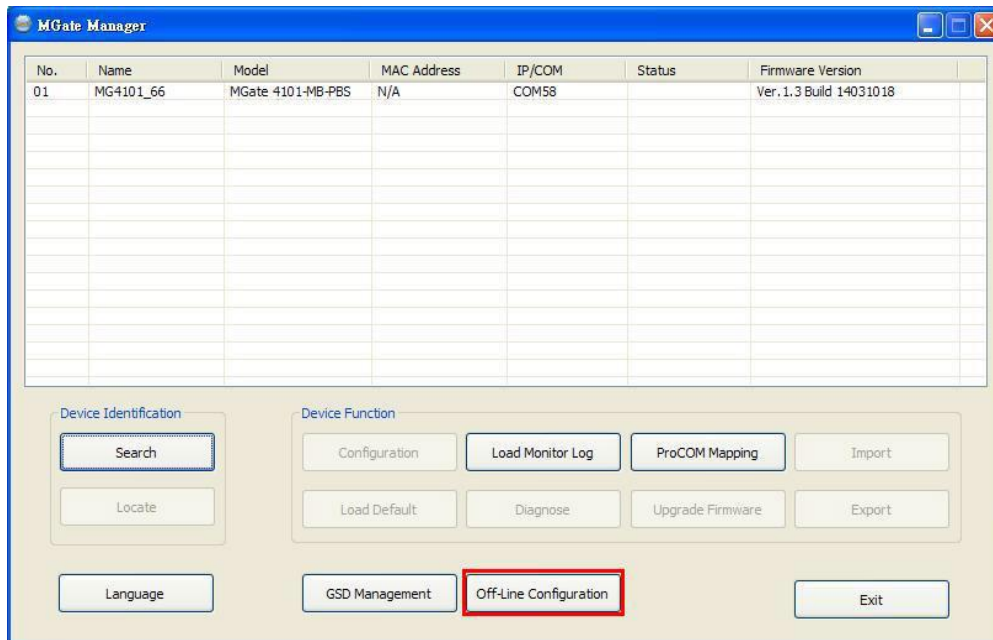 MGate Manager
No. Name Model MAC Address IP/COM Status Firmware Version
01 MG4101_66 MGate 4101-MB-PBS N/A COM58 Ver.1.3 Build 14031018
Device Identification Device Function
Search Configuration Load Monitor Log ProCOM Mapping Import
Locate Load Default Diagnose Upgrade Firmware Export
Language GSD Management Off-Line Configuration Exit